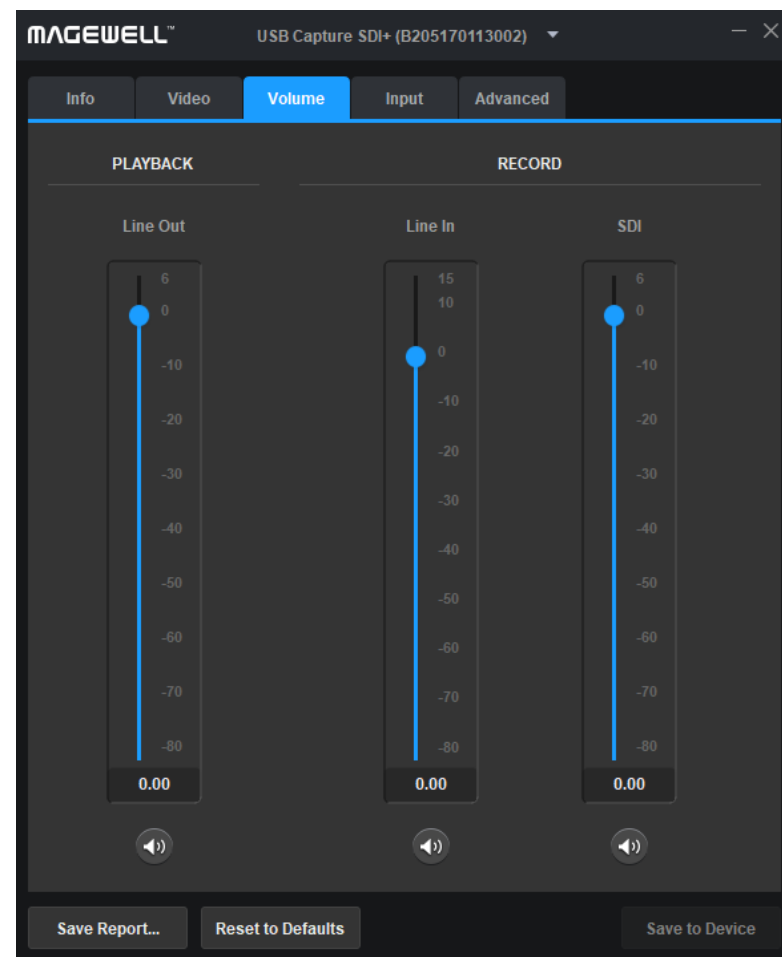 MAGEWELL™ USB Capture SDI+ (B205170113002)
Info Video Volume Input Advanced
PLAYBACK RECORD
Line Out Line In SDI
6 15 6
10
0 0 0
-10 -10 -10
-20 -20 -20
-30 -30 -30
-40 -40 -40
-50 -50 -50
-60 -60 -60
-70 -70 -70
-80 -80 -80
0.00 0.00 0.00
Save Report... Reset to Defaults Save to Device